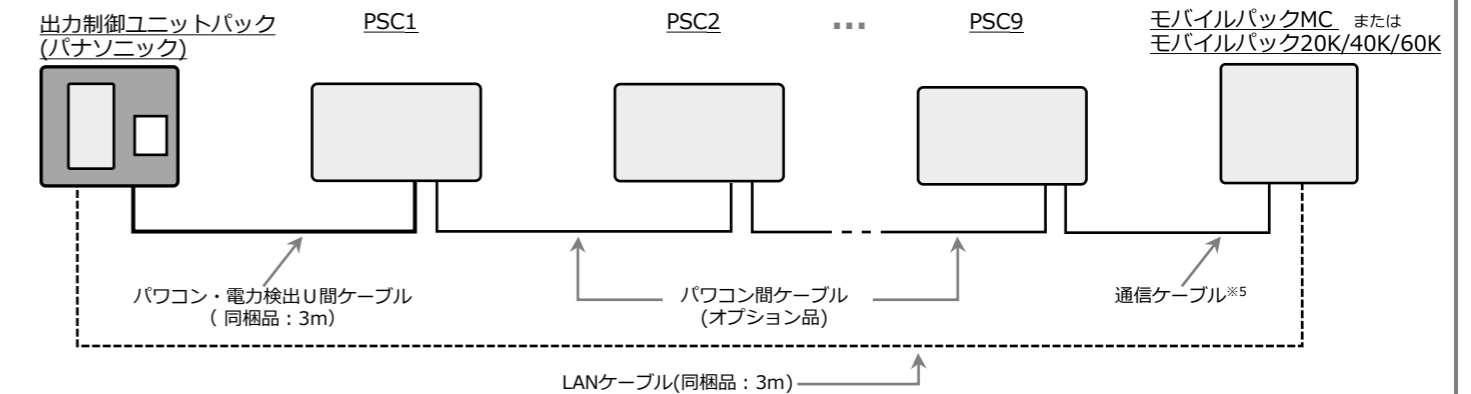 出力制御ユニットパック
(パナソニック)
PSC1
PSC2
…
PSC9
モバイルパックMC または
モバイルパック20K/40K/60K
パワコン・電力検出U間ケーブル
( 同梱品:3m)
パワコン間ケーブル
(オプション品)
通信ケーブル※5
LANケーブル(同梱品:3m)